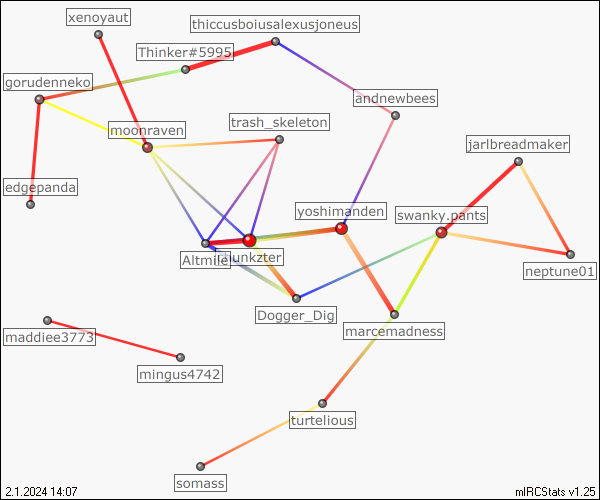 xenoyaut
thiccusboiusalexusjoneus
Thinker#5995
gorudenneko
andnewbees
trash_skeleton
moonraven
jarlbreadmaker
edgepanda
yoshimanden
swanky.pants
Altmile
neptune01
Dogger_Dig
marcemadness
maddiee3773
mingus4742
turtelious
somass
2.1.2024 14:07
mIRCStats v1.25